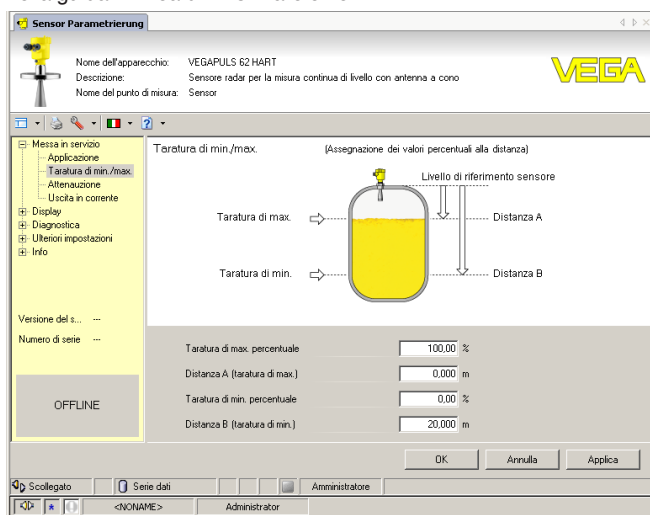 Sensor Parametrierung
Nome dell'apparecchio: VEGAPULS 62 HART
Descrizione: Sensore radar per la misura continua di livello con antenna a cono
Nome del punto di misura: Sensor
VEGA
Messa in servizio
Applicazione
Taratura di min./max.
Attenauzione
Uscita in corrente
Display
Diagnostica
Ulteriori impostazioni
Info
Versione del s... ---
Numero di serie ---
OFFLINE
Taratura di min./max. (Assegnazione dei valori percentuali alla distanza)
Livello di riferimento sensore
Taratura di max. Distanza A
Taratura di min. Distanza B
Taratura di max. percentuale 100,00 %
Distanza A (taratura di max.) 0,000 m
Taratura di min. percentuale 0,00 %
Distanza B (taratura di min.) 20,000 m
OK Annulla Applica
Scollegato Serie dati Amministratore
<NONAME> Administrator